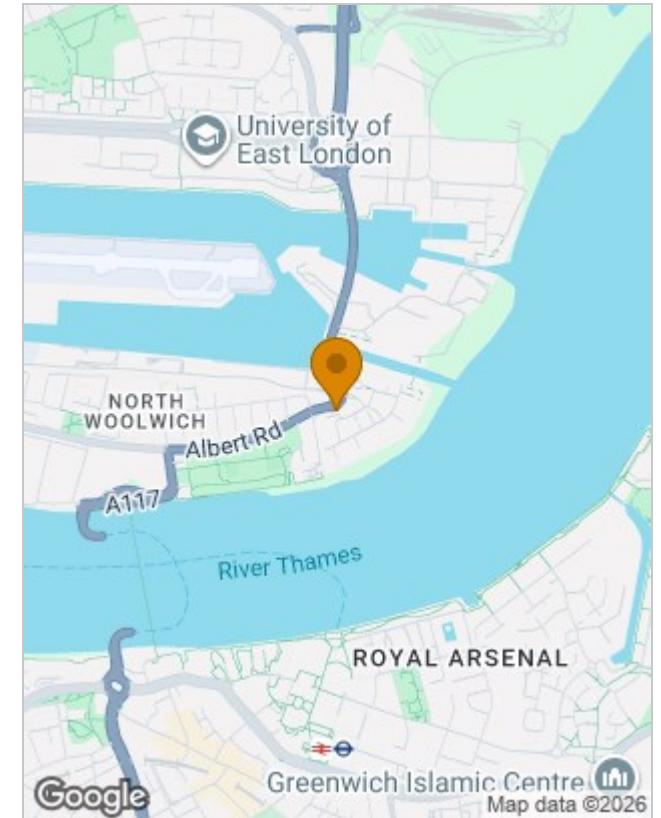 University of
East London
NORTH
WOOLWICH
Albert Rd
A117
River Thames
ROYAL ARSENAL
Greenwich Islamic Centre
Google
Map data ©2026